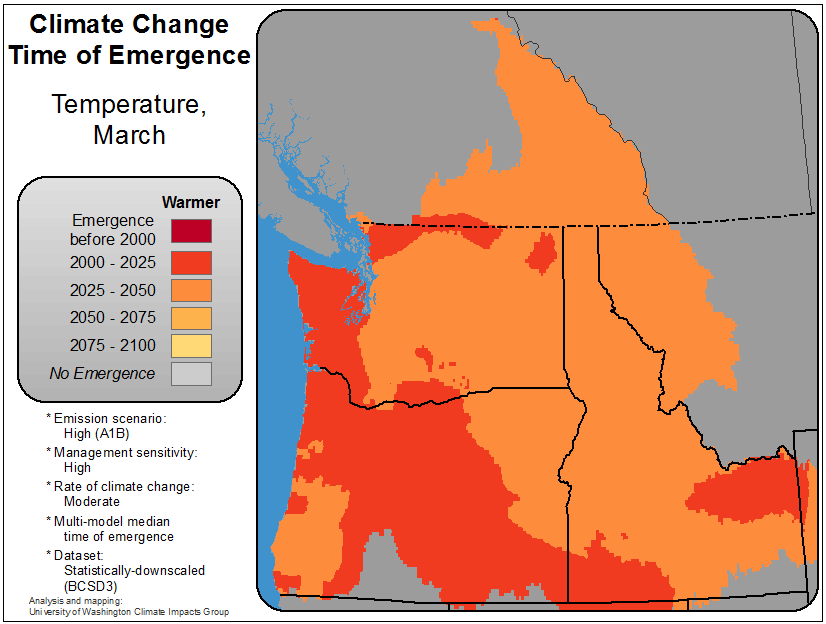 Climate Change
Time of Emergence
Temperature,
March
Warmer
Emergence
before 2000
2000 - 2025
2025 - 2050
2050 - 2075
2075 - 2100
No Emergence
* Emission scenario:
High (A1B)
* Management sensitivity:
High
* Rate of climate change:
Moderate
* Multi-model median
time of emergence
* Dataset:
Statistically-downscaled
(BCSD3)
Analysis and mapping:
University of Washington Climate Impacts Group